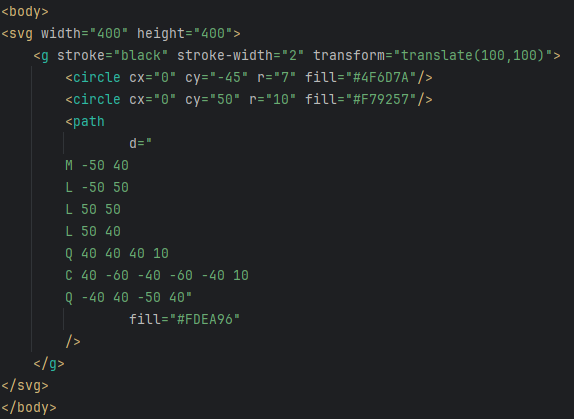 <body>
<svg width="400" height="400">
<g stroke="black" stroke-width="2" transform="translate(100,100)">
<circle cx="0" cy="-45" r="7" fill="#4F6D7A"/>
<circle cx="0" cy="50" r="10" fill="#F79257"/>
<path
d="
M -50 40
L -50 50
L 50 50
L 50 40
Q 40 40 40 10
C 40 -60 -40 -60 -40 10
Q -40 40 -50 40"
fill="#FDEA96"
/>
</g>
</svg>
</body>